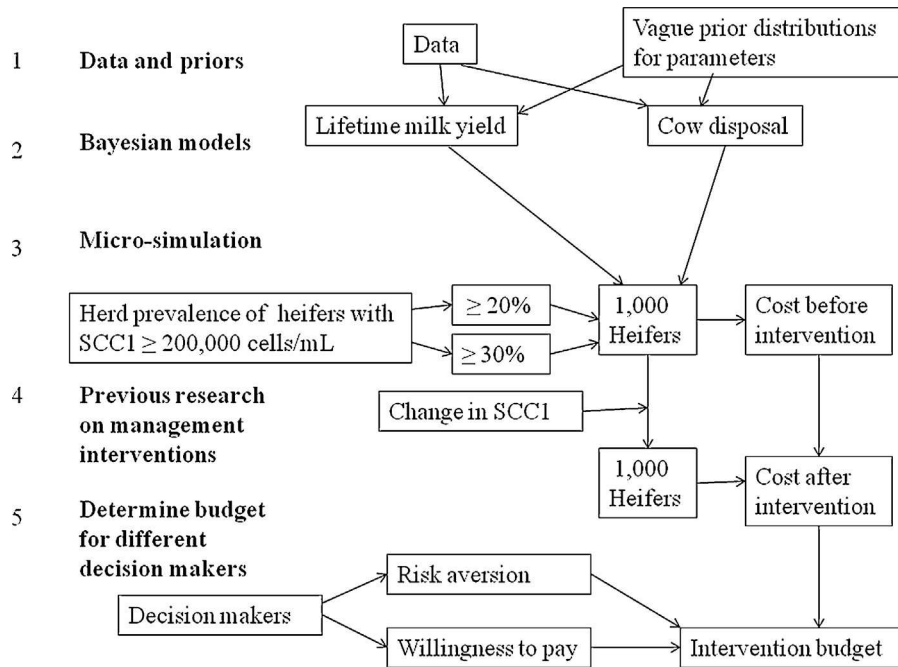 1
Data and priors
Data
Vague prior distributions
for parameters
2
Bayesian models
Lifetime milk yield
Cow disposal
3
Micro-simulation
Herd prevalence of heifers with
SCC1 ≥ 200,000 cells/mL
≥ 20%
≥ 30%
1,000
Heifers
Cost before
intervention
4
Previous research
on management
interventions
Change in SCC1
1,000
Heifers
Cost after
intervention
5
Determine budget
for different
decision makers
Decision makers
Risk aversion
Willingness to pay
Intervention budget